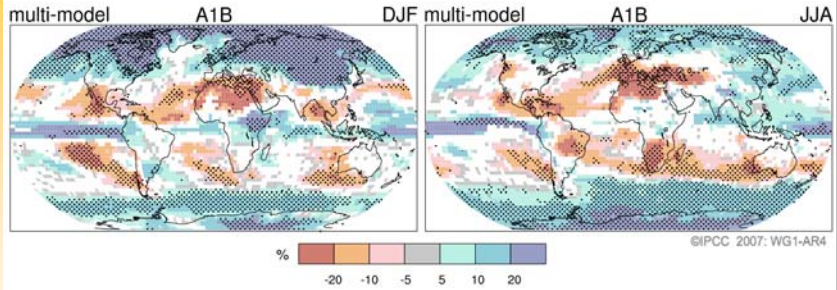 multi-model A1B DJF
multi-model A1B JJA
©IPCC 2007: WG1-AR4
%
-20 -10 -5 5 10 20